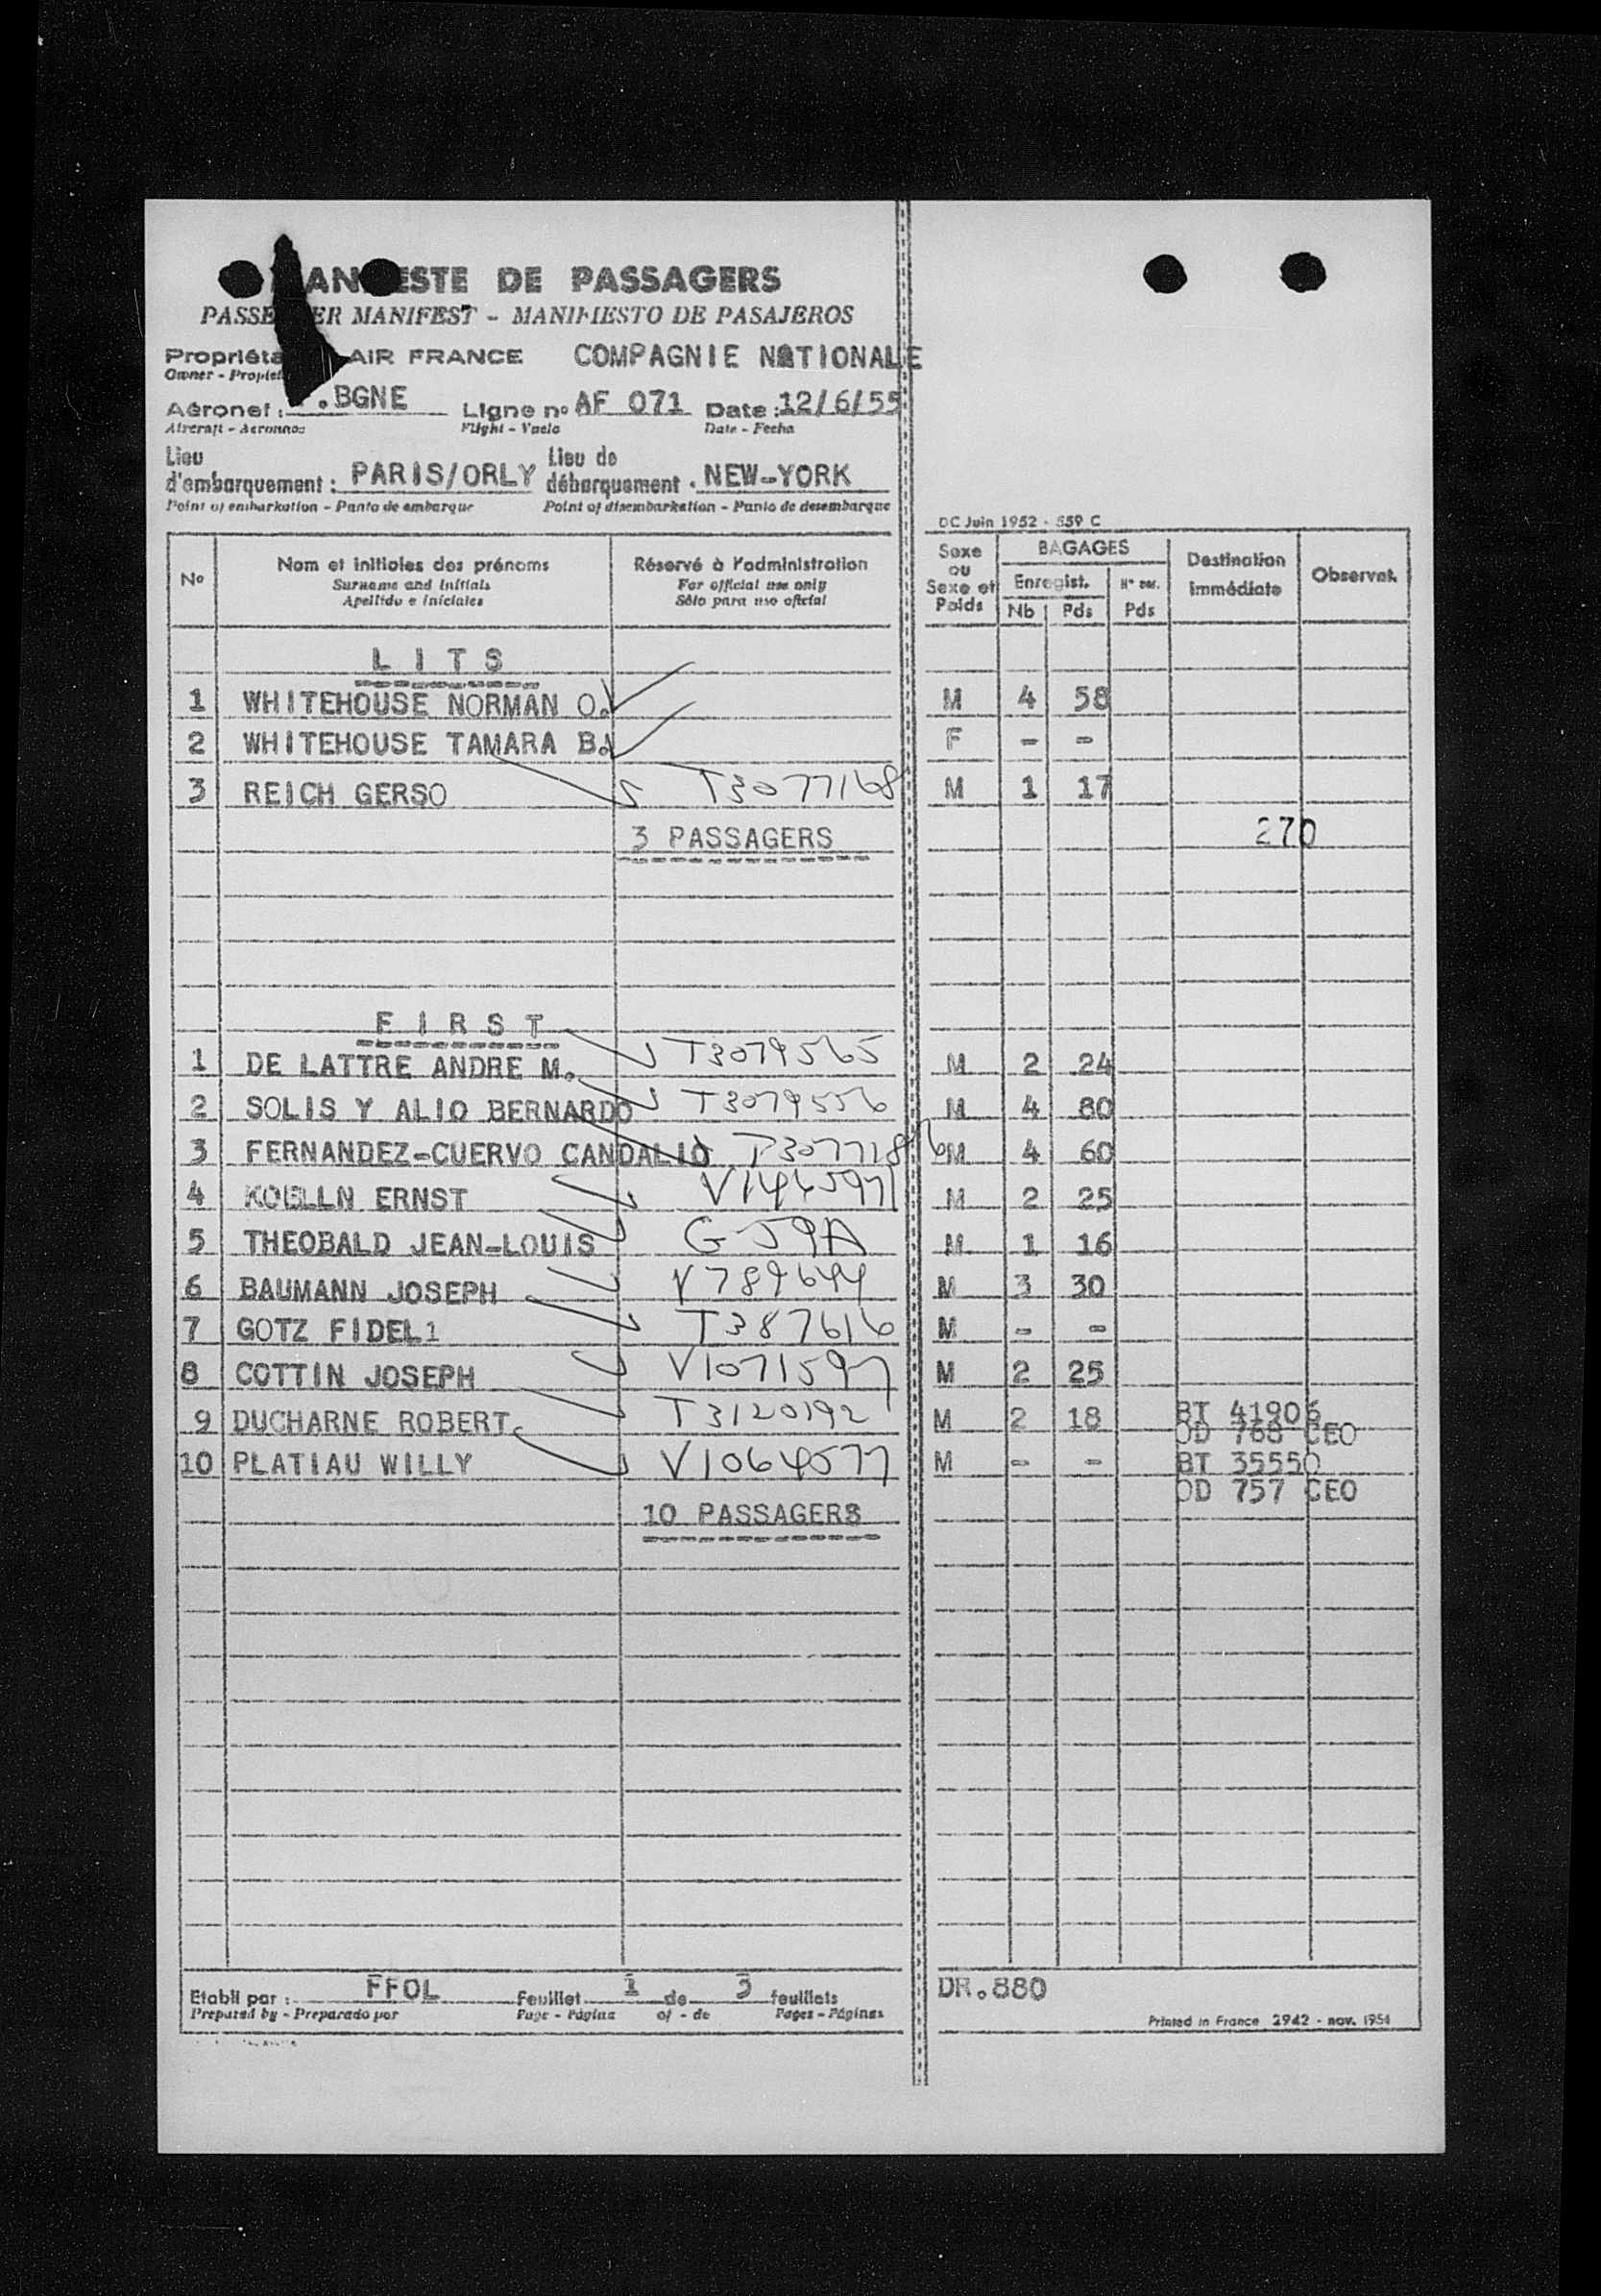 MANIFESTE DE PASSAGERS
PASSENGER MANIFEST - MANIFIESTO DE PASAJEROS
AIR FRANCE COMPAGNIE NATIONALE
Owner -
Aéronef : .BGNE Ligne no AF 071 Date : 12/6/55
Aircraft - Flight - Date - Fecha
Lieu d'embarquement : PARIS/ORLY Lieu de débarquement . NEW-YORK
Point of embarkation - Punto de embarque Point of disembarkation - Punto de desembarque
DC Juin 1952 - 559 C
No Nom et initiales des prénoms Réservé à l'administration Sexe ou Sexe et Poids BAGAGES Destination immédiate Observat.
Surname and initials For official use only Enregist.
Apellido e iniciales Sólo para uso oficial Nb Pds Pds
LITS
1 WHITEHOUSE NORMAN O. M 4 58
2 WHITEHOUSE TAMARA B. F - -
3 REICH GERSO T3077168 M 1 17
3 PASSAGERS 270
FIRST
1 DE LATTRE ANDRE M. T3079565 M 2 24
2 SOLIS Y ALIO BERNARDO T3079556 M 4 80
3 FERNANDEZ-CUERVO CANDALIO T3077186 M 4 60
4 KOELLN ERNST M 2 25
5 THEOBALD JEAN-LOUIS M 1 16
6 BAUMANN JOSEPH V789644 M 3 30
7 GOTZ FIDEL1 T387616 M - -
8 COTTIN JOSEPH V1071597 M 2 25
9 DUCHARNE ROBERT. T3120192 M 2 18 BT 41906
OD 768 CEO
10 PLATIAU WILLY V1064577 M - - BT 35550
OD 757 CEO
10 PASSAGERS
Etabli par : FFOL Feuillet 1 de 3 feuillets DR.880
Prepared by - Preparado por Page - Página of - de Pages - Páginas
Printed in France 2942 - nov. 1954